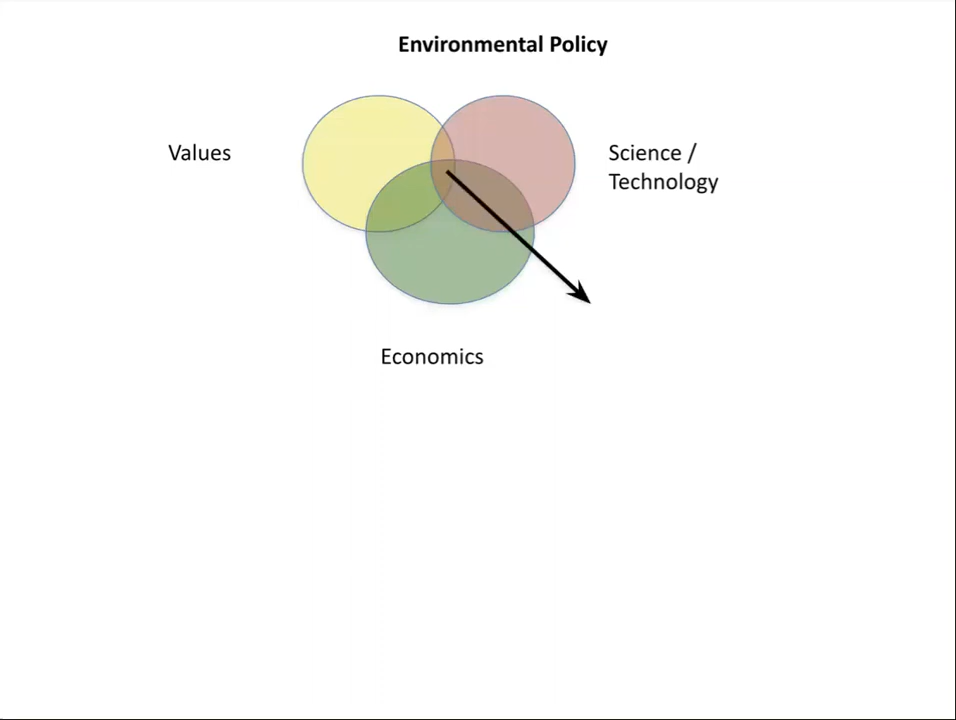 Environmental Policy
Values
Science /
Technology
Economics